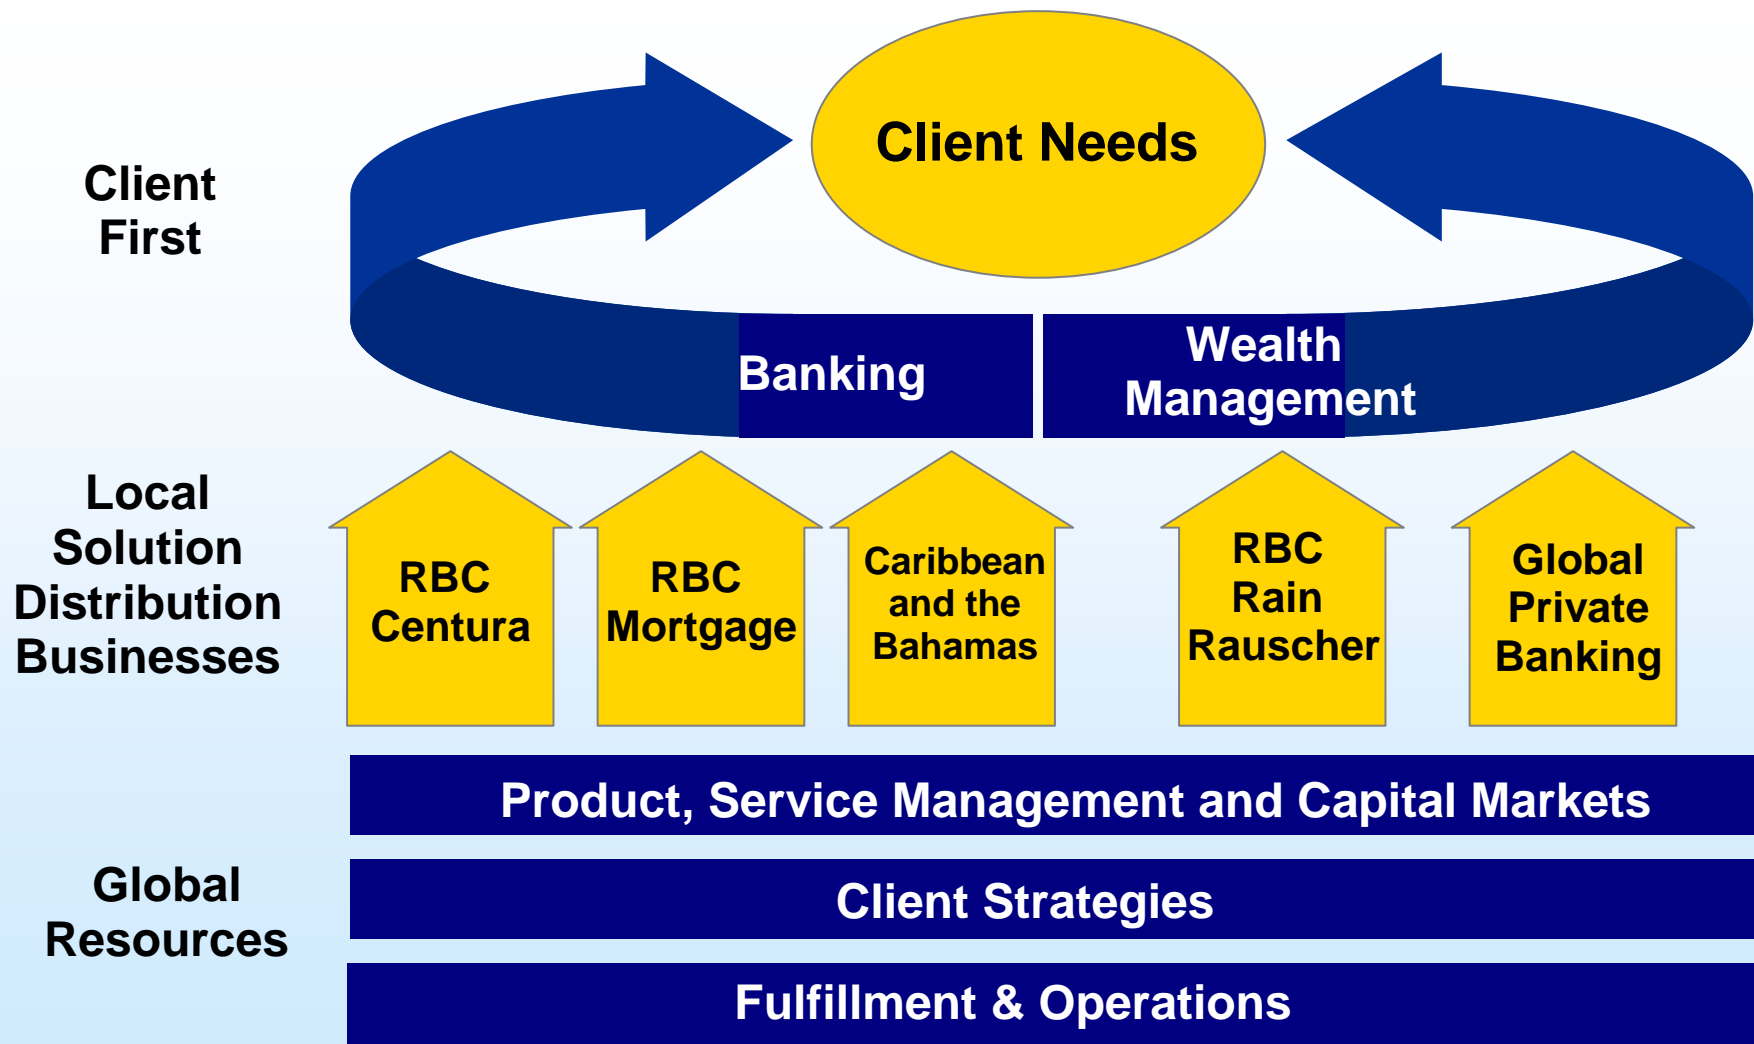 Client Needs
Client
First
Banking
Wealth
Management
Local
Solution
Distribution
Businesses
RBC
Centura
RBC
Mortgage
Caribbean
and the
Bahamas
RBC
Rain
Rauscher
Global
Private
Banking
Product, Service Management and Capital Markets
Global
Resources
Client Strategies
Fulfillment & Operations